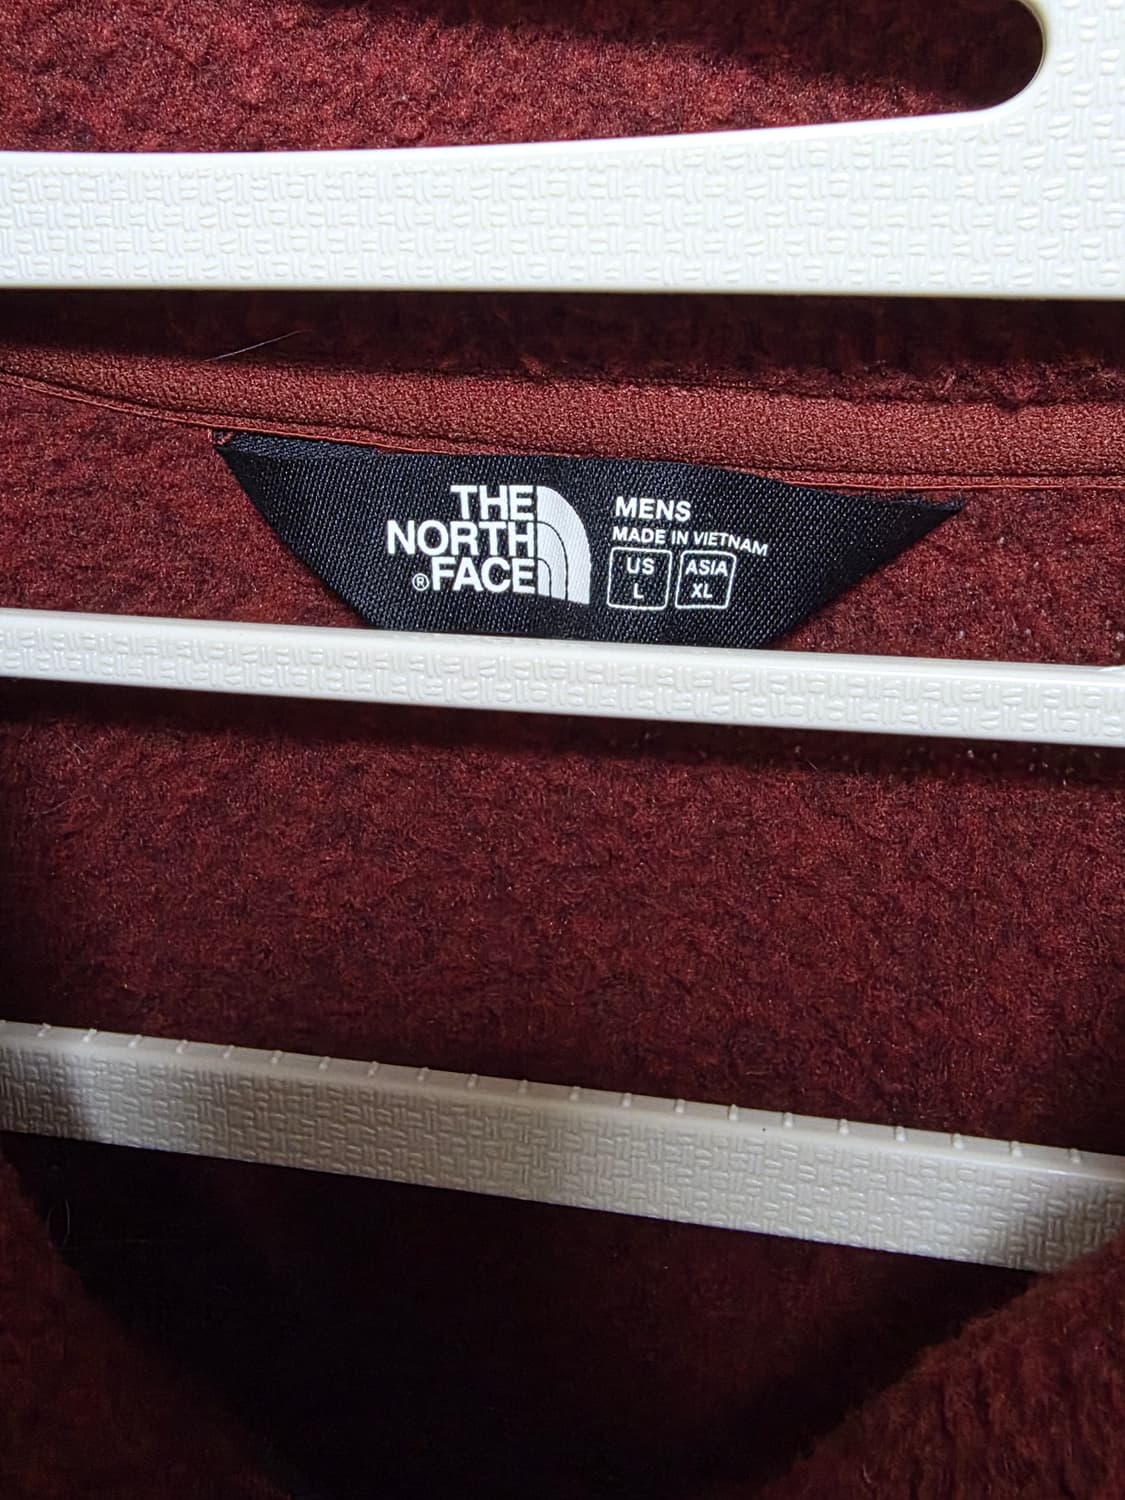 THE
NORTH
®FACE
MENS
MADE IN VIETNAM
US ASIA
L XL